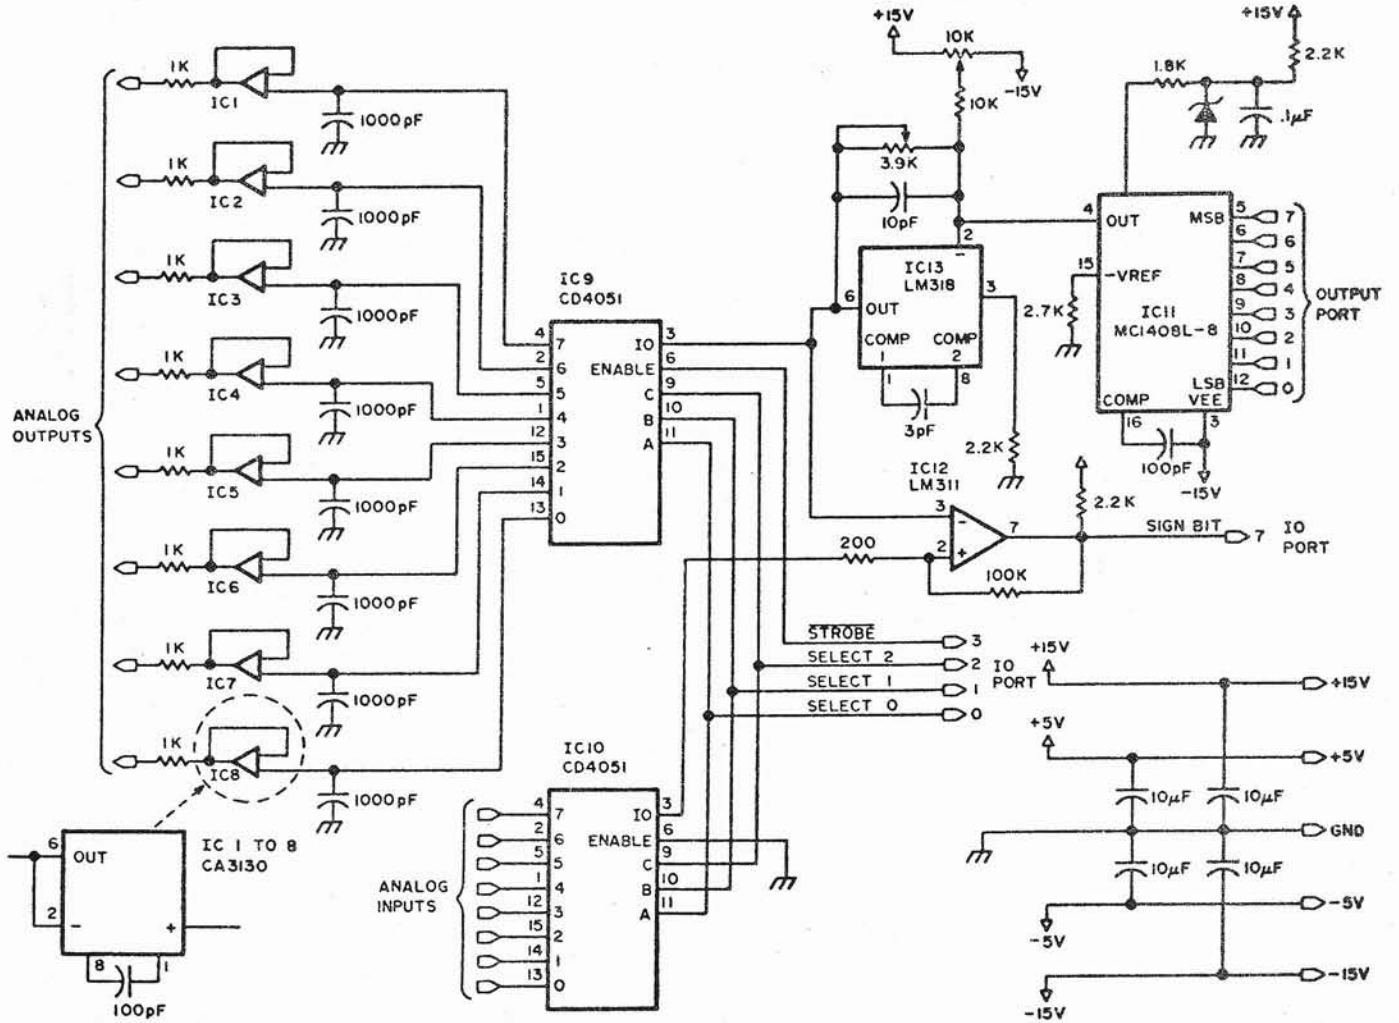 +15V
10K
-15V
10K
+15V
2.2K
1.8K
.1µF
1K
IC1
1000pF
1K
IC2
1000pF
1K
IC3
1000pF
1K
IC4
1000pF
1K
IC5
1000pF
1K
IC6
1000pF
1K
IC7
1000pF
1K
IC8
1000pF
ANALOG
OUTPUTS
IC9
CD4051
4 7 IO 3
2 6 ENABLE 6
5 5 C 9
1 4 B 10
12 3 A 11
15 2
14 1
13 0
3.9K
10pF
2
-
IC13
LM318
3
6 OUT
COMP COMP
1 2
1 8
3pF
2.2K
4 OUT
MSB 5 7
6 6
7 5
8 4
9 3
10 2
11 1
LSB 12 0
15 -VREF
IC11
MC1408L-8
2.7K
COMP VEE
16 3
100pF
-15V
OUTPUT
PORT
IC12
LM311
3 -
2 +
7
2.2K
200
100K
SIGN BIT 7 IO
PORT
STROBE 3
SELECT 2 2
SELECT 1 1
SELECT 0 0
IO
PORT
IC10
CD4051
4 7 IO 3
2 6 ENABLE 6
5 5 C 9
1 4 B 10
12 3 A 11
15 2
14 1
13 0
ANALOG
INPUTS
IC 1 TO 8
CA3130
6 OUT
2 -
+
8 1
100pF
+15V
+15V
+5V
+5V
10µF 10µF
GND
10µF 10µF
-5V
-5V
-15V
-15V